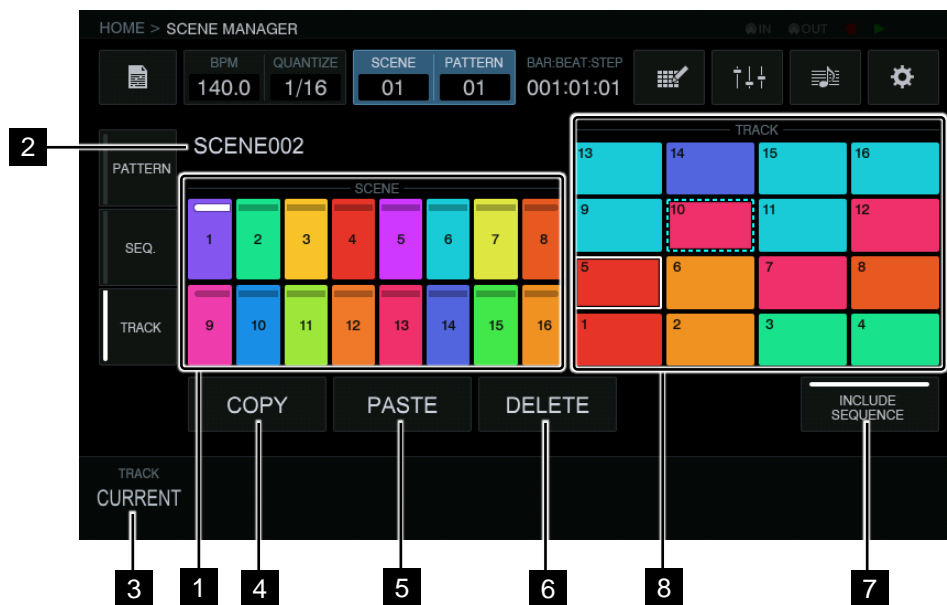 HOME > SCENE MANAGER
IN OUT
BPM QUANTIZE SCENE PATTERN BAR:BEAT:STEP
140.0 1/16 01 01 001:01:01
2
SCENE002
PATTERN
SEQ.
TRACK
SCENE
1 2 3 4 5 6 7 8
9 10 11 12 13 14 15 16
TRACK
13 14 15 16
9 10 11 12
5 6 7 8
1 2 3 4
COPY PASTE DELETE
INCLUDE
SEQUENCE
TRACK
CURRENT
3 1 4 5 6 8 7